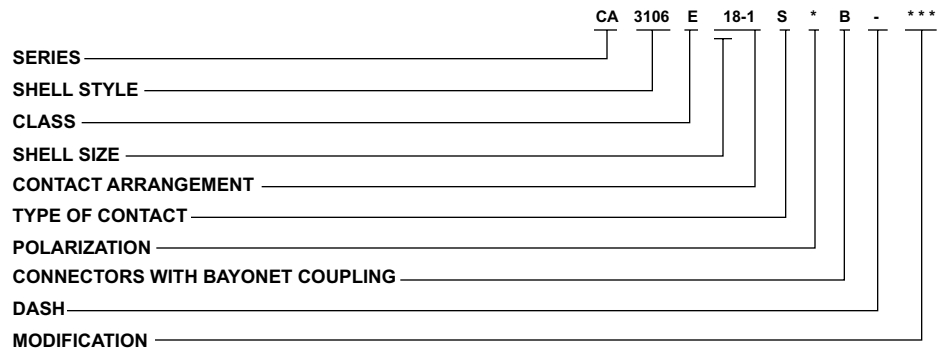 CA 3106 E 18-1 S * B - ***
SERIES
SHELL STYLE
CLASS
SHELL SIZE
CONTACT ARRANGEMENT
TYPE OF CONTACT
POLARIZATION
CONNECTORS WITH BAYONET COUPLING
DASH
MODIFICATION